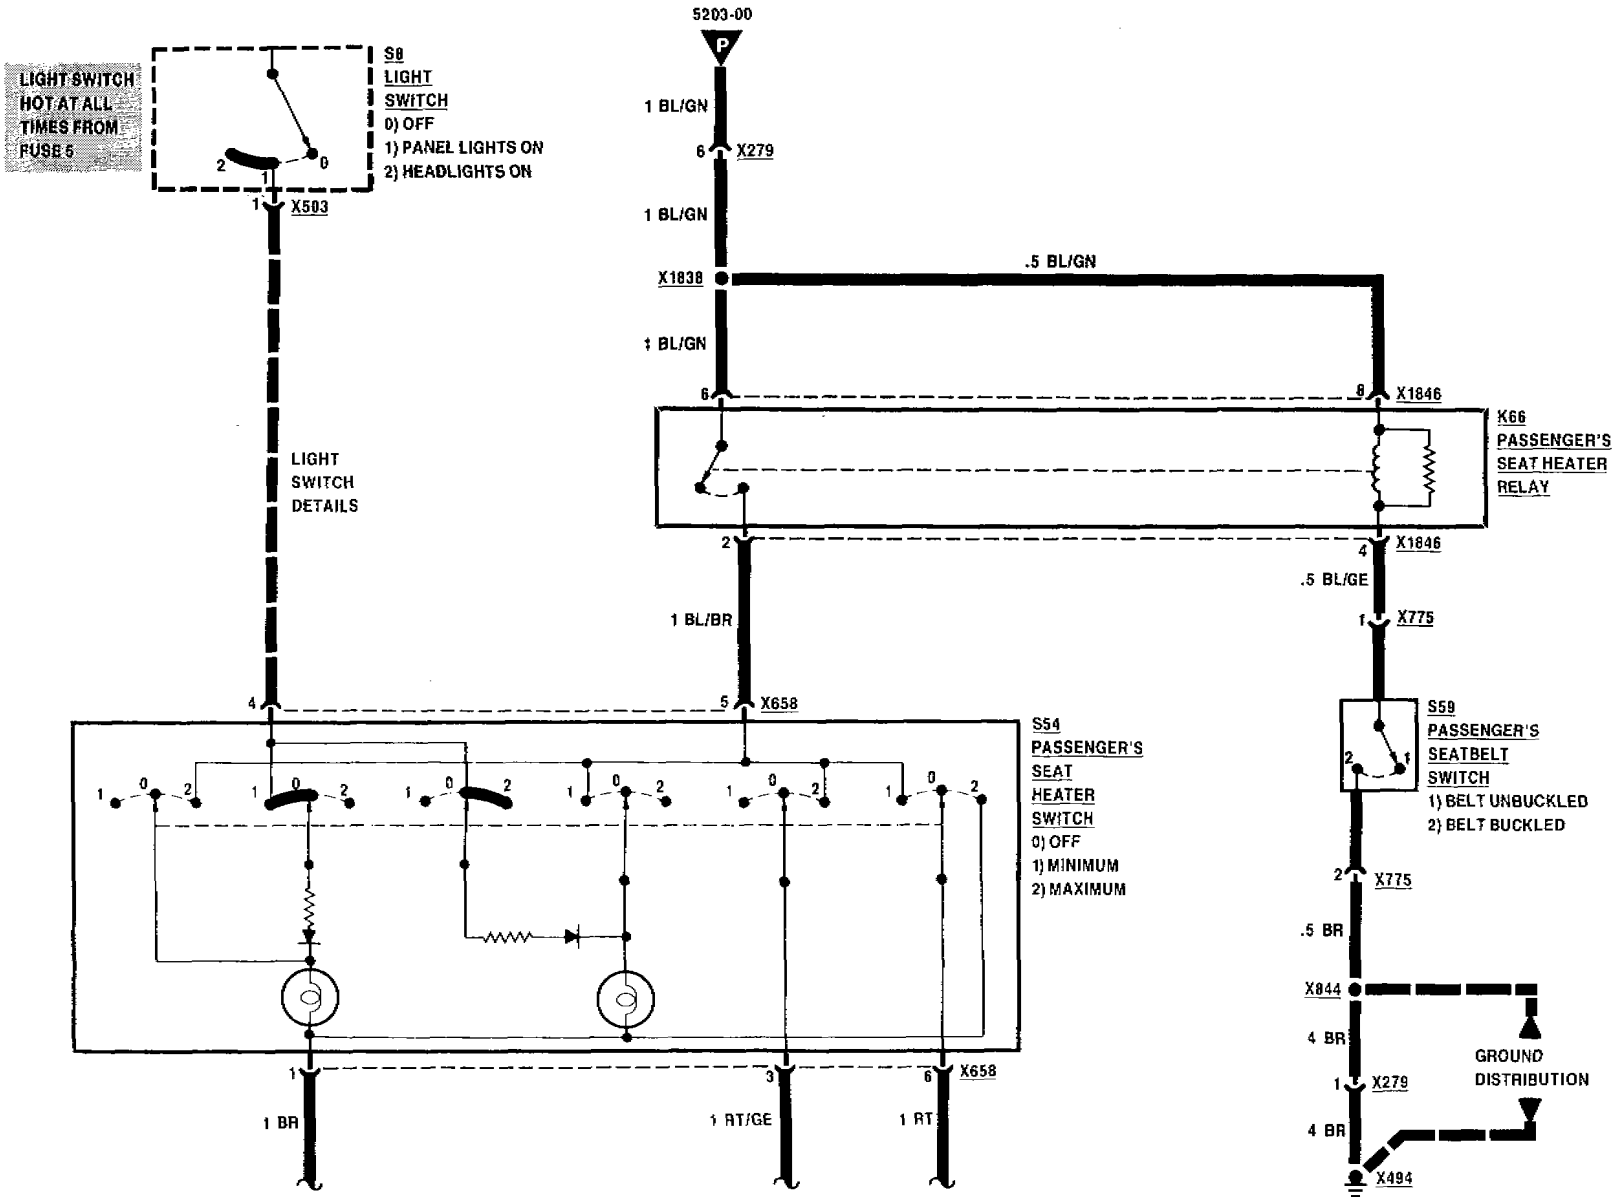 5203-00
P
LIGHT SWITCH
HOT AT ALL
TIMES FROM
FUSE 5
S8
LIGHT
SWITCH
0) OFF
1) PANEL LIGHTS ON
2) HEADLIGHTS ON
2
1
0
1
X503
1 BL/GN
6
X279
1 BL/GN
X1838
.5 BL/GN
1 BL/GN
6
8
X1846
K66
PASSENGER'S
SEAT HEATER
RELAY
LIGHT
SWITCH
DETAILS
2
4
X1846
.5 BL/GE
1 BL/BR
1
X775
4
5
X658
S54
PASSENGER'S
SEAT
HEATER
SWITCH
0) OFF
1) MINIMUM
2) MAXIMUM
1
0
2
1
0
2
1
0
2
1
0
2
1
0
2
1
0
2
S59
PASSENGER'S
SEATBELT
SWITCH
1) BELT UNBUCKLED
2) BELT BUCKLED
2
1
2
X775
.5 BR
X844
4 BR
GROUND
DISTRIBUTION
1
X279
4 BR
X494
1
3
6
X658
1 BR
1 RT/GE
1 RT